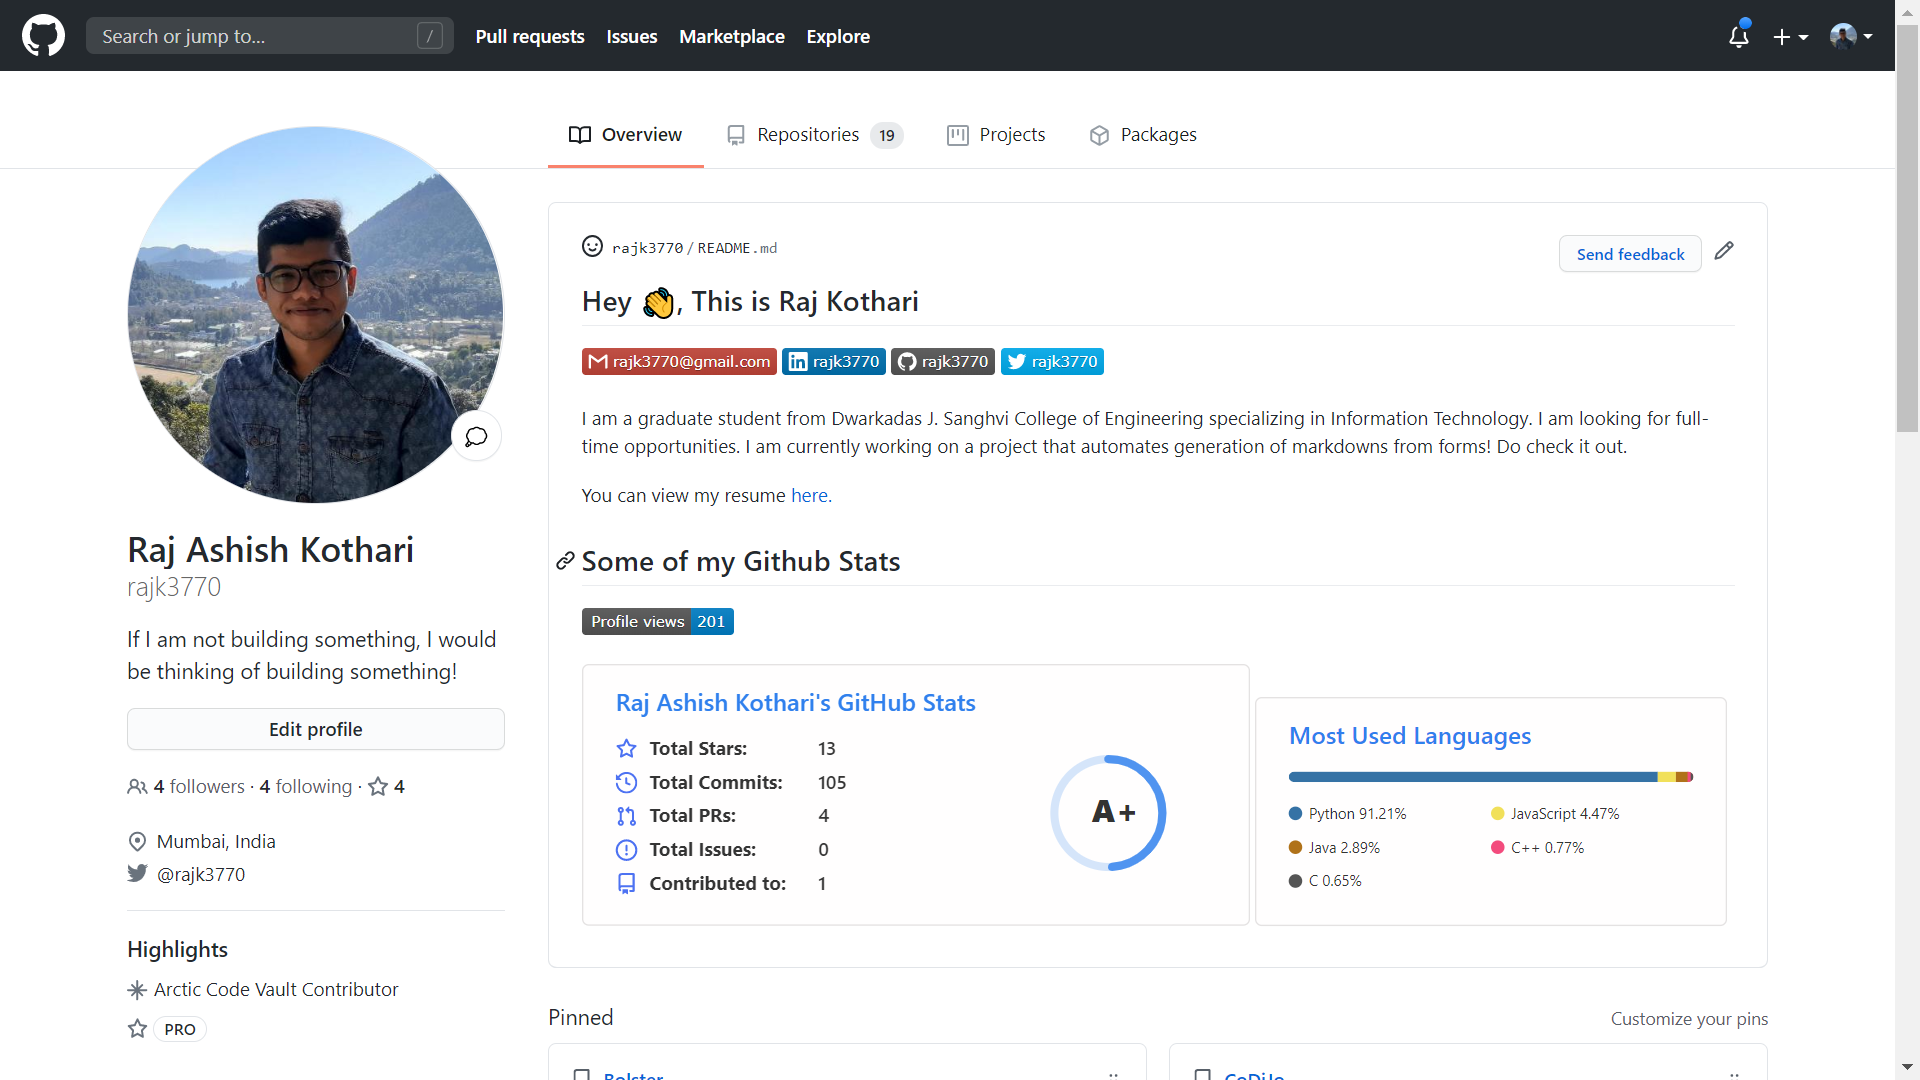 Search or jump to... /
Pull requests
Issues
Marketplace
Explore
Overview
Repositories 19
Projects
Packages
Raj Ashish Kothari
rajk3770
If I am not building something, I would
be thinking of building something!
Edit profile
4 followers · 4 following · 4
Mumbai, India
@rajk3770
Highlights
Arctic Code Vault Contributor
PRO
rajk3770/README.md
Send feedback
Hey 👋, This is Raj Kothari
rajk3770@gmail.com
rajk3770
rajk3770
rajk3770
I am a graduate student from Dwarkadas J. Sanghvi College of Engineering specializing in Information Technology. I am looking for full-
time opportunities. I am currently working on a project that automates generation of markdowns from forms! Do check it out.
You can view my resume here.
Some of my Github Stats
Profile views 201
Raj Ashish Kothari's GitHub Stats
Total Stars: 13
Total Commits: 105
Total PRs: 4
Total Issues: 0
Contributed to: 1
A+
Most Used Languages
Python 91.21%
JavaScript 4.47%
Java 2.89%
C++ 0.77%
C 0.65%
Pinned
Customize your pins
Bolster